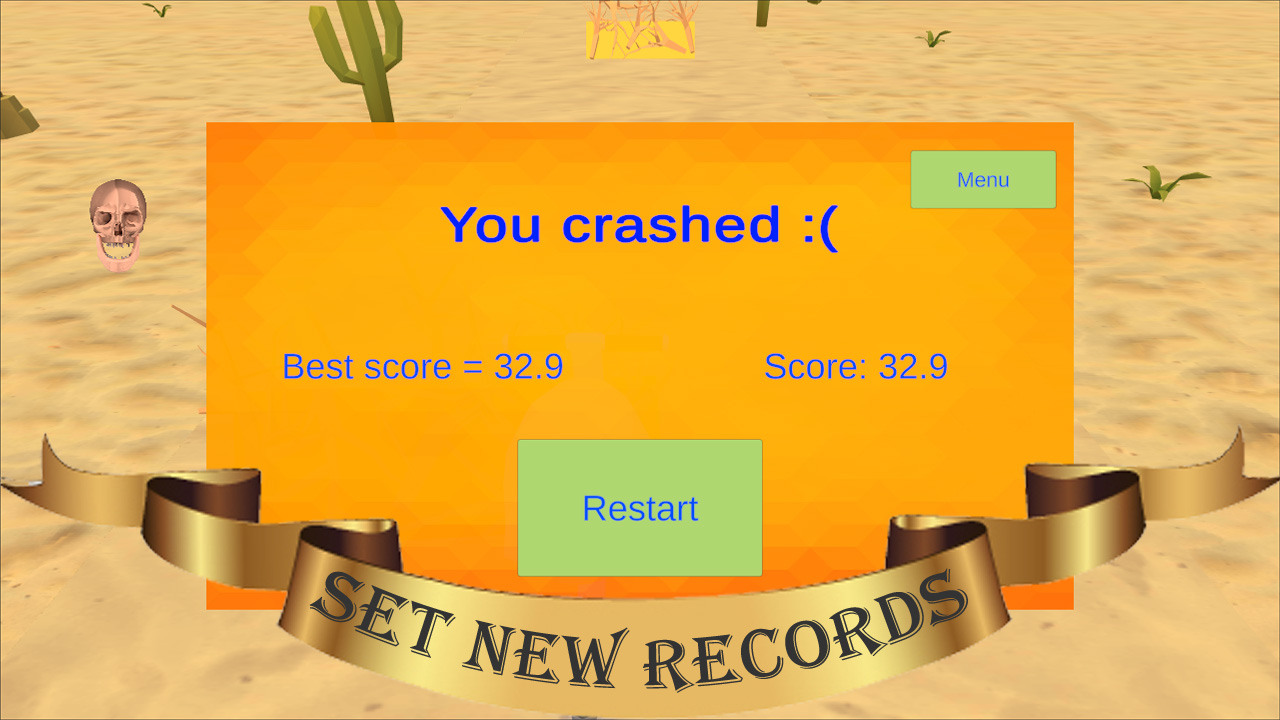 Menu
You crashed :(
Best score = 32.9
Score: 32.9
Restart
SET NEW RECORDS